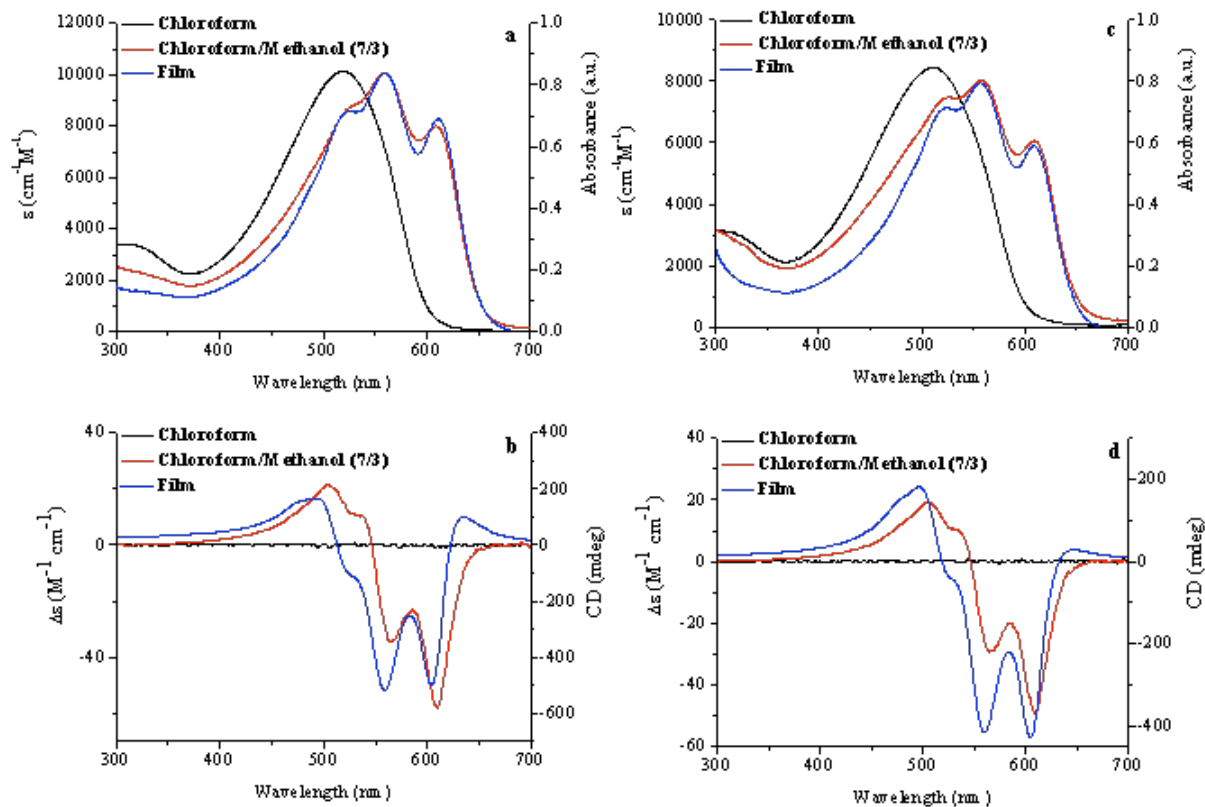 Chloroform
Chloroform/Methanol (7/3)
Film
a
12000
10000
8000
6000
4000
2000
0
ε (cm-1M-1)
1.0
0.8
0.6
0.4
0.2
0.0
Absorbance (a.u.)
300 400 500 600 700
Wavelength (nm)
Chloroform
Chloroform/Methanol (7/3)
Film
c
10000
8000
6000
4000
2000
0
ε (cm-1M-1)
1.0
0.8
0.6
0.4
0.2
0.0
Absorbance (a.u.)
300 400 500 600 700
Wavelength (nm)
Chloroform
Chloroform/Methanol (7/3)
Film
b
40
0
-40
Δε (M-1 cm-1)
400
200
0
-200
-400
-600
CD (mdeg)
300 400 500 600 700
Wavelength (nm)
Chloroform
Chloroform/Methanol (7/3)
Film
d
40
20
0
-20
-40
-60
Δε (M-1 cm-1)
200
0
-200
-400
CD (mdeg)
300 400 500 600 700
Wavelength (nm)